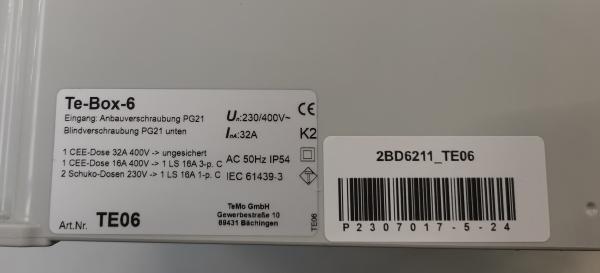 Te-Box-6
Eingang: Anbauverschraubung PG21
Blindverschraubung PG21 unten
Un:230/400V~
InA:32A
CE
K2
1 CEE-Dose 32A 400V -> ungesichert
1 CEE-Dose 16A 400V -> 1 LS 16A 3-p. C
2 Schuko-Dosen 230V -> 1 LS 16A 1-p. C
AC 50Hz IP54
IEC 61439-3
Art.Nr. TE06
TeMo GmbH
Gewerbestraße 10
89431 Bächingen
TE06
2BD6211_TE06
P2307017-5-24